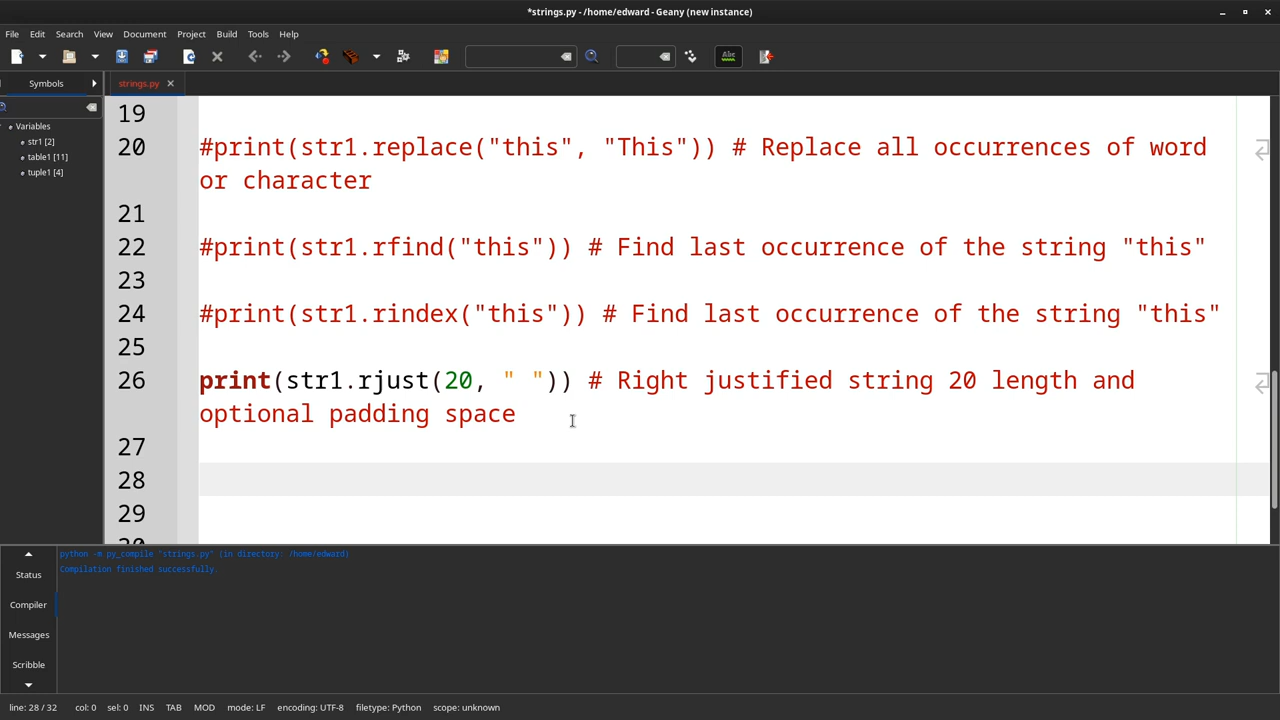 *strings.py - /home/edward - Geany (new instance)
File Edit Search View Document Project Build Tools Help
Abc
Symbols
strings.py
Variables
str1 [2]
table1 [11]
tuple1 [4]
19
20 #print(str1.replace("this", "This")) # Replace all occurrences of word
or character
21
22 #print(str1.rfind("this")) # Find last occurrence of the string "this"
23
24 #print(str1.rindex("this")) # Find last occurrence of the string "this"
25
26 print(str1.rjust(20, " ")) # Right justified string 20 length and
optional padding space
27
28
29
python -m py_compile "strings.py" (in directory: /home/edward)
Compilation finished successfully.
Status
Compiler
Messages
Scribble
line: 28 / 32 col: 0 sel: 0 INS TAB MOD mode: LF encoding: UTF-8 filetype: Python scope: unknown